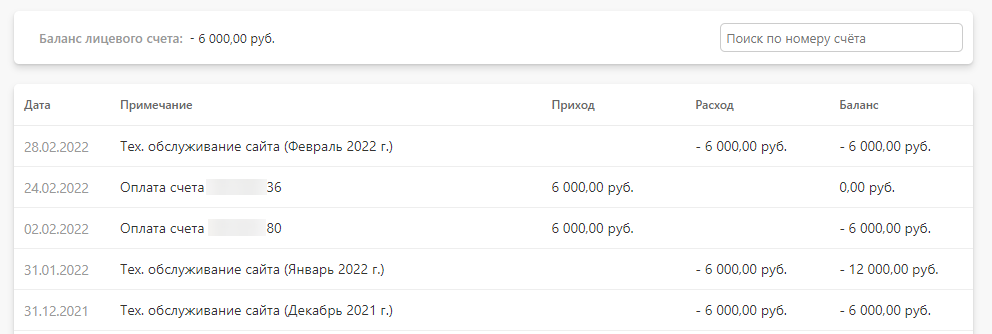 Баланс лицевого счета: - 6 000,00 руб. Поиск по номеру счёта
Дата Примечание Приход Расход Баланс
28.02.2022 Тех. обслуживание сайта (Февраль 2022 г.) - 6 000,00 руб. - 6 000,00 руб.
24.02.2022 Оплата счета 36 6 000,00 руб. 0,00 руб.
02.02.2022 Оплата счета 80 6 000,00 руб. - 6 000,00 руб.
31.01.2022 Тех. обслуживание сайта (Январь 2022 г.) - 6 000,00 руб. - 12 000,00 руб.
31.12.2021 Тех. обслуживание сайта (Декабрь 2021 г.) - 6 000,00 руб. - 6 000,00 руб.